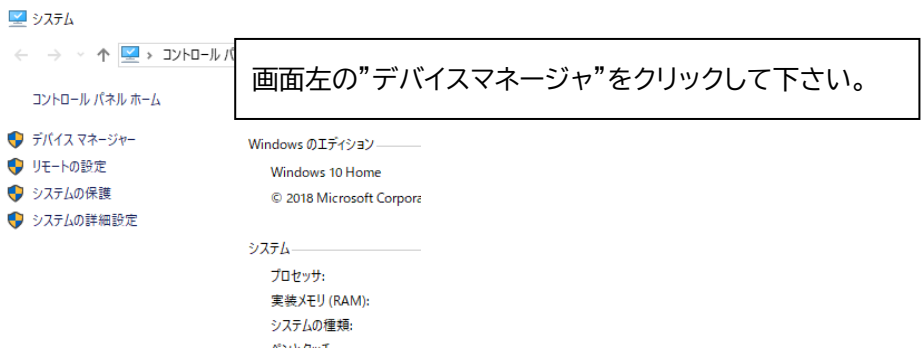 システム
コントロール パ
画面左の”デバイスマネージャ”をクリックして下さい。
コントロール パネル ホーム
デバイス マネージャー
リモートの設定
システムの保護
システムの詳細設定
Windows のエディション
Windows 10 Home
© 2018 Microsoft Corpora
システム
プロセッサ:
実装メモリ (RAM):
システムの種類: